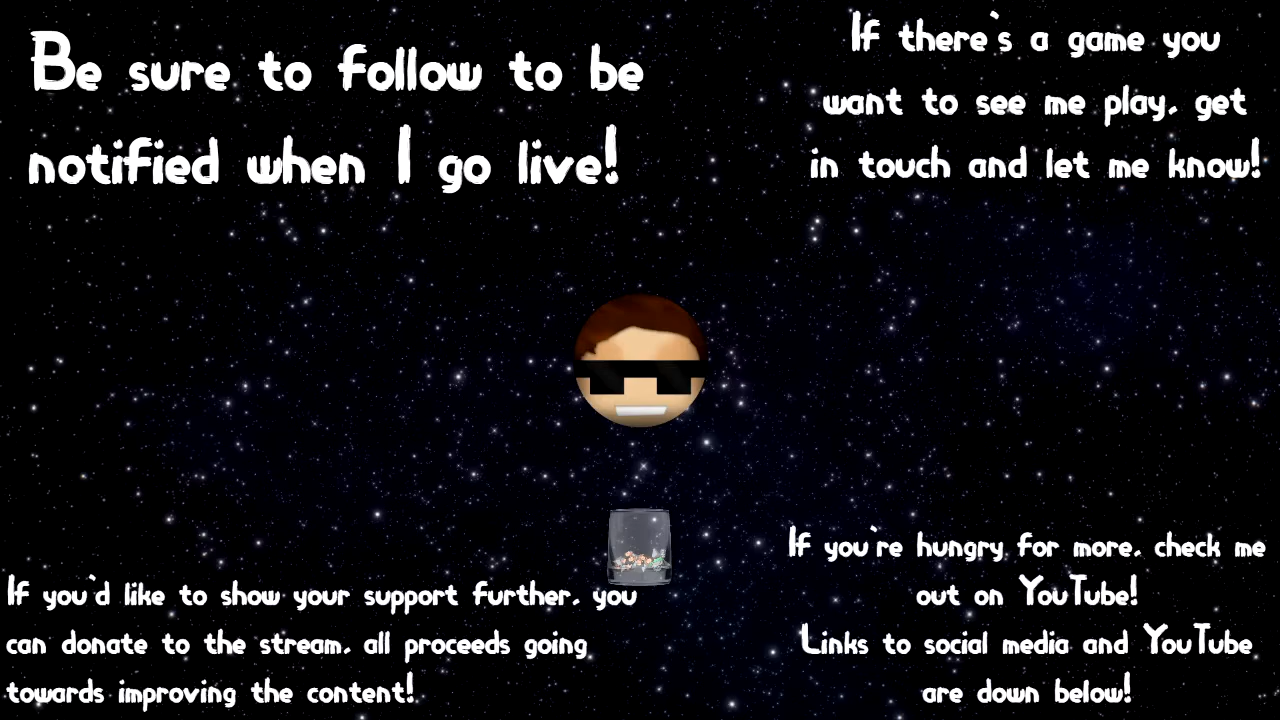 Be sure to follow to be
notified when I go live!
If there's a game you
want to see me play, get
in touch and let me know!
If you'd like to show your support further, you
can donate to the stream, all proceeds going
towards improving the content!
If you're hungry for more, check me
out on YouTube!
Links to social media and YouTube
are down below!